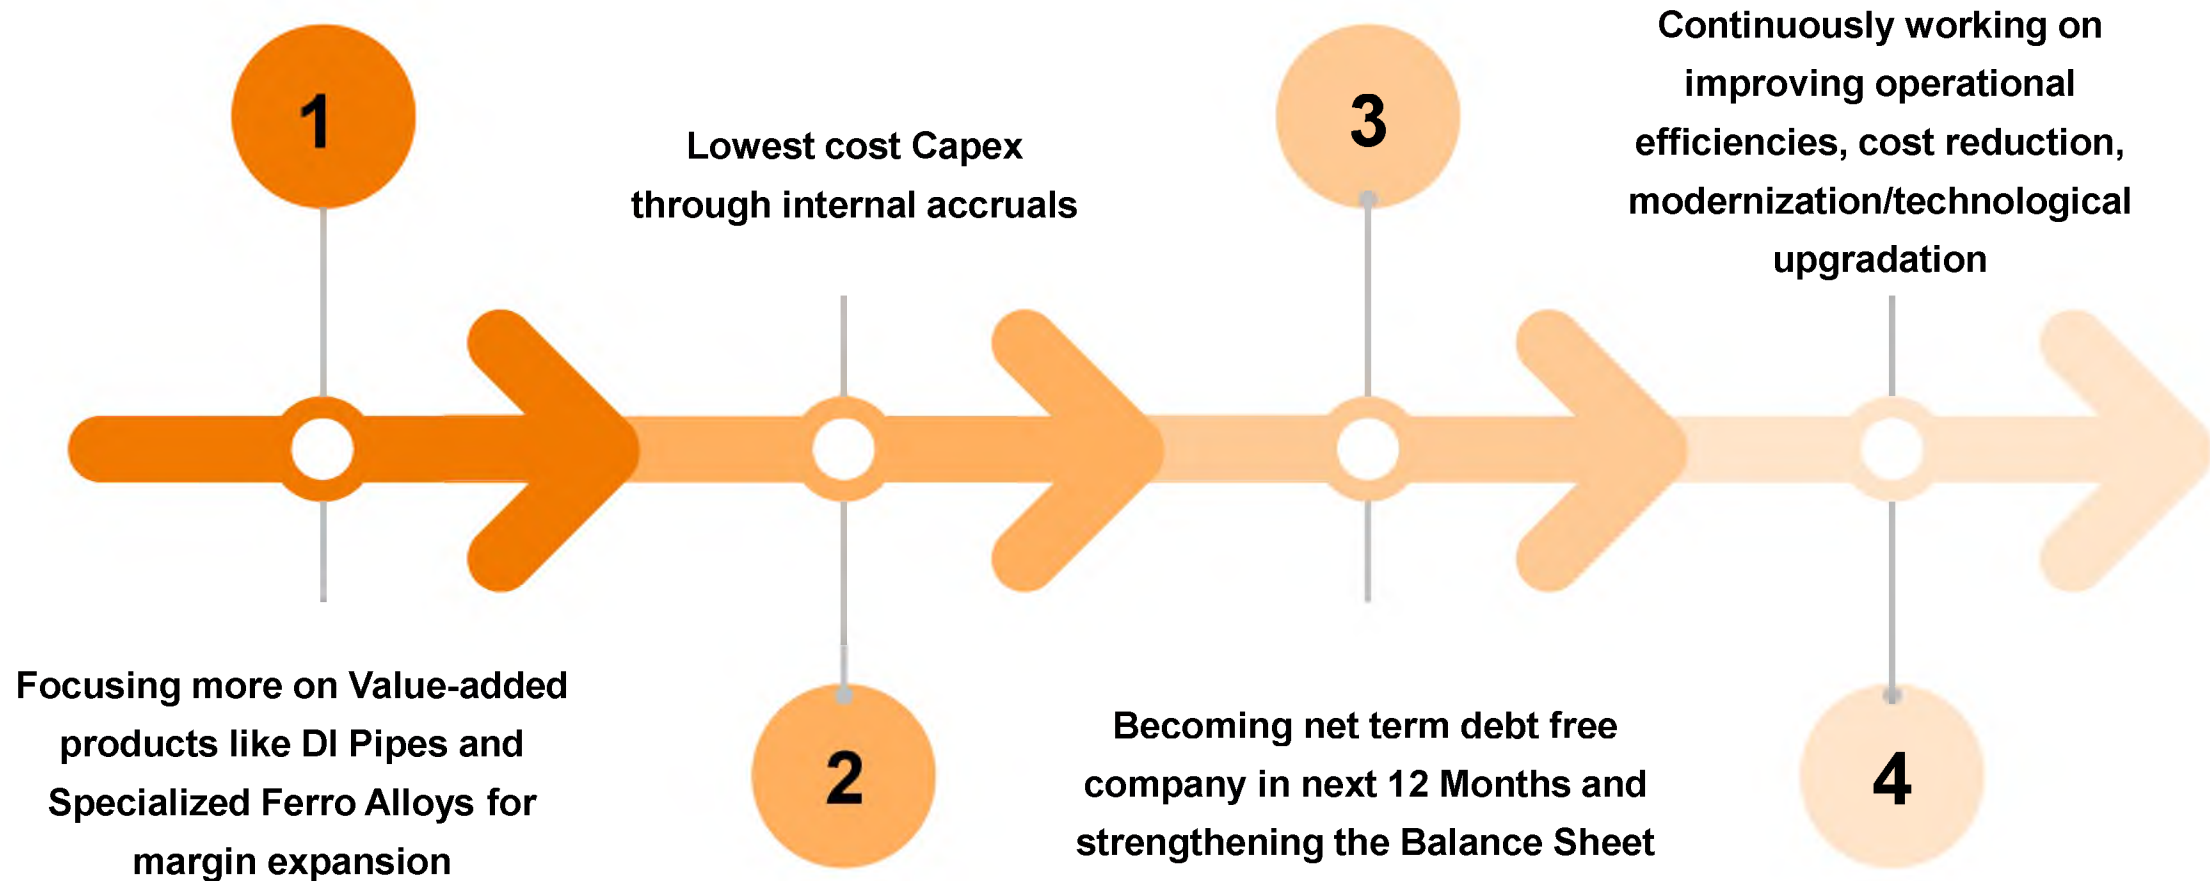 1
Focusing more on Value-added
products like DI Pipes and
Specialized Ferro Alloys for
margin expansion
Lowest cost Capex
through internal accruals
2
3
Becoming net term debt free
company in next 12 Months and
strengthening the Balance Sheet
Continuously working on
improving operational
efficiencies, cost reduction,
modernization/technological
upgradation
4